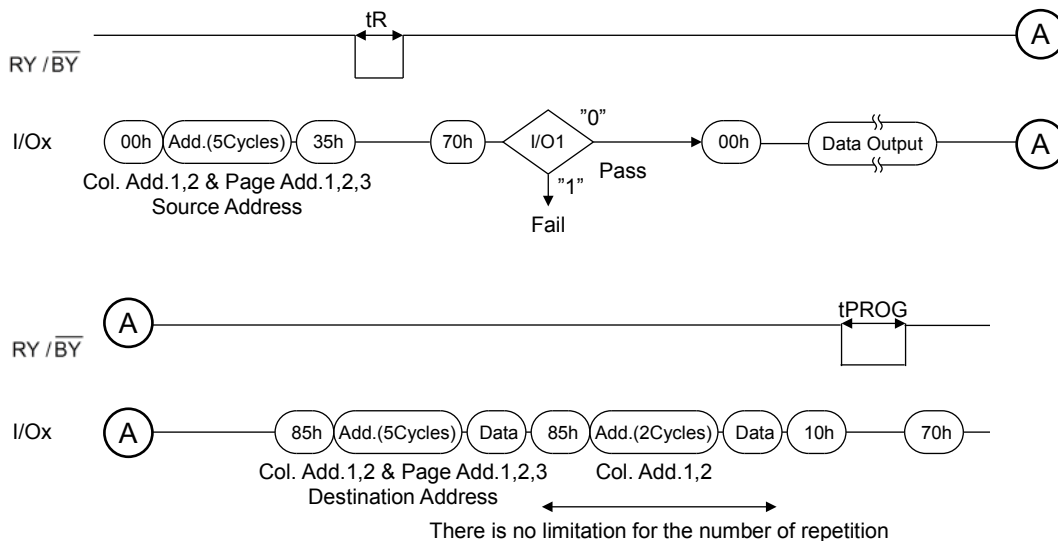 tR
A
RY / BY
I/Ox
00h Add.(5Cycles) 35h 70h I/O1 ”0” 00h Data Output A
Pass
”1”
Col. Add.1,2 & Page Add.1,2,3
Source Address
Fail
A
tPROG
RY / BY
I/Ox
A 85h Add.(5Cycles) Data 85h Add.(2Cycles) Data 10h 70h
Col. Add.1,2 & Page Add.1,2,3 Col. Add.1,2
Destination Address
There is no limitation for the number of repetition